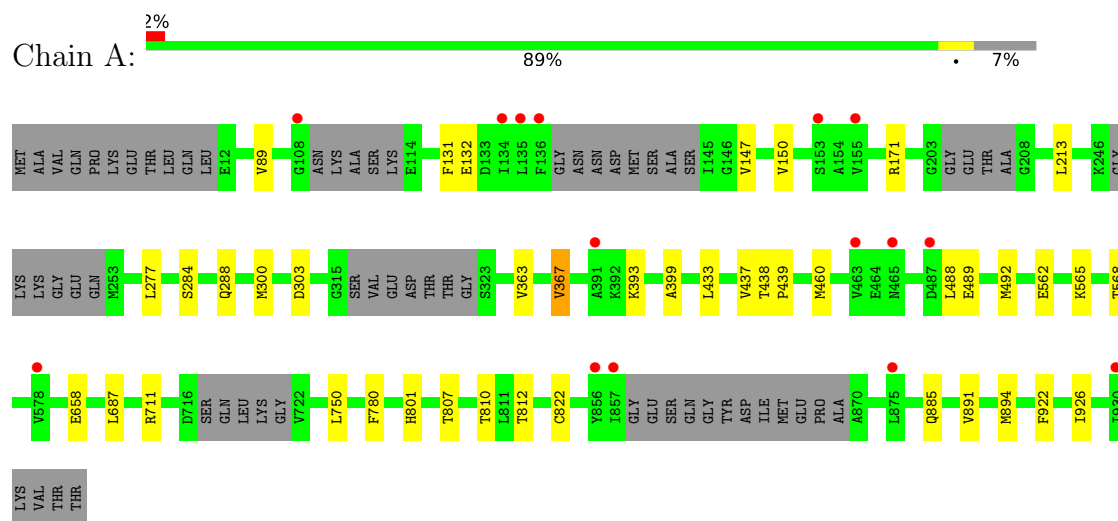 2%
Chain A:
89%
•
7%
MET ALA VAL GLN PRO LYS GLU THR LEU GLN LEU E12 V89 G108 ASN LYS ALA SER LYS E114 F131 E132 D133 I134 L135 F136 GLY ASN ASN ASP MET SER ALA SER I145 G146 V147 V150 S153 A154 V155 R171 G203 GLY GLU THR ALA G208 L213 K246 GLY
LYS LYS GLY GLU GLN M253 L277 S284 Q288 M300 D303 G315 SER VAL GLU ASP THR THR GLY S323 V363 V367 A391 K392 K393 A399 L433 V437 T438 P439 M460 V463 E464 N465 D487 L488 E489 M492 E562 K565 T568
V578 E658 L687 R711 D716 SER GLN LEU LYS GLY V722 L750 F780 H801 T807 T810 L811 T812 C822 Y856 I857 GLY GLU SER GLN GLY TYR ASP ILE MET GLU PRO ALA A870 L875 Q885 V891 M894 F922 I926
LYS VAL THR THR